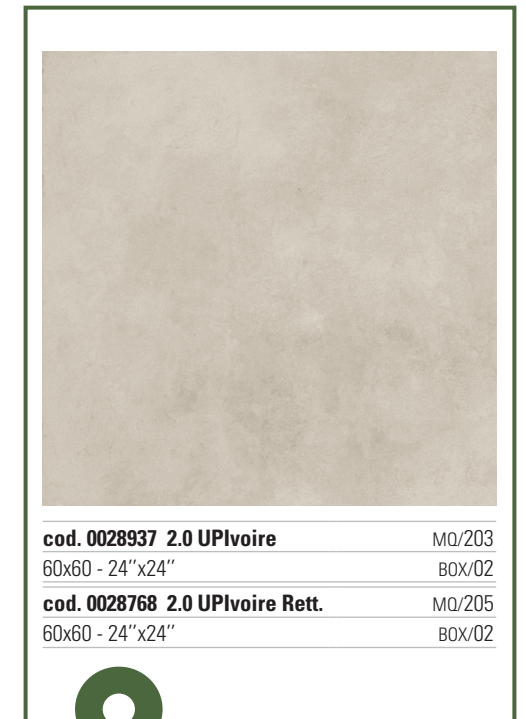 cod. 0028937 2.0 UPIvoire MQ/203
60x60 - 24’’x24’’ BOX/02
cod. 0028768 2.0 UPIvoire Rett. MQ/205
60x60 - 24’’x24’’ BOX/02